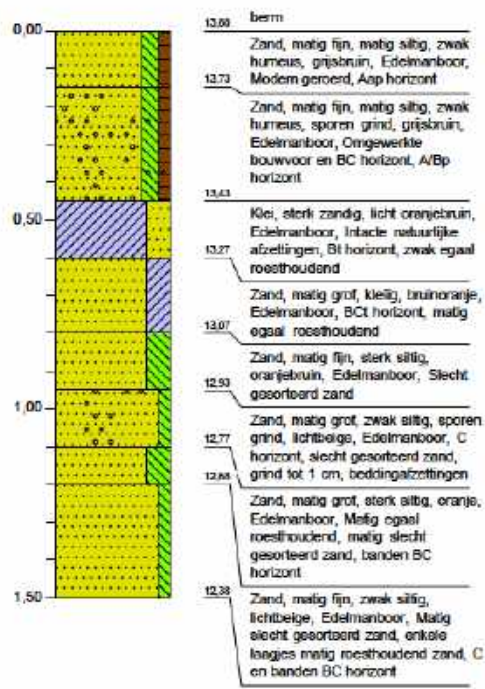 0,00
13,88
berm
Zand, matig fijn, matig siltig, zwak
humeus, grijsbruin, Edelmanboor,
Modern geroerd, Aap horizont
13,73
Zand, matig fijn, matig siltig, zwak
humeus, sporen grind, grijsbruin,
Edelmanboor, Omgewerkte
bouwvoor en BC horizont, A/Bp
horizont
13,43
0,50
Klei, sterk zandig, licht oranjebruin,
Edelmanboor, Intacte natuurlijke
afzettingen, Bt horizont, zwak egaal
roesthoudend
13,27
Zand, matig grof, kleiig, bruinoranje,
Edelmanboor, BCt horizont, matig
egaal roesthoudend
13,07
Zand, matig fijn, sterk siltig,
oranjebruin, Edelmanboor, Slecht
gesorteerd zand
12,93
1,00
Zand, matig grof, zwak siltig, sporen
grind, lichtbeige, Edelmanboor, C
horizont, slecht gesorteerd zand,
grind tot 1 cm, beddingafzettingen
12,77
12,68
Zand, matig grof, sterk siltig, oranje,
Edelmanboor, Matig egaal
roesthoudend, matig slecht
gesorteerd zand, banden BC
horizont
1,50
12,38
Zand, matig fijn, zwak siltig,
lichtbeige, Edelmanboor, Matig
slecht gesorteerd zand, enkele
laagjes matig roesthoudend zand, C
en banden BC horizont